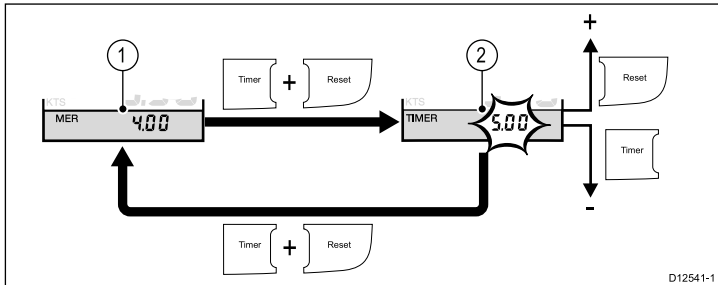 1
2
Timer + Reset
+
Reset
KTS
MER 4.00
KTS
TIMER 5.00
Timer
-
Timer + Reset
D12541-1